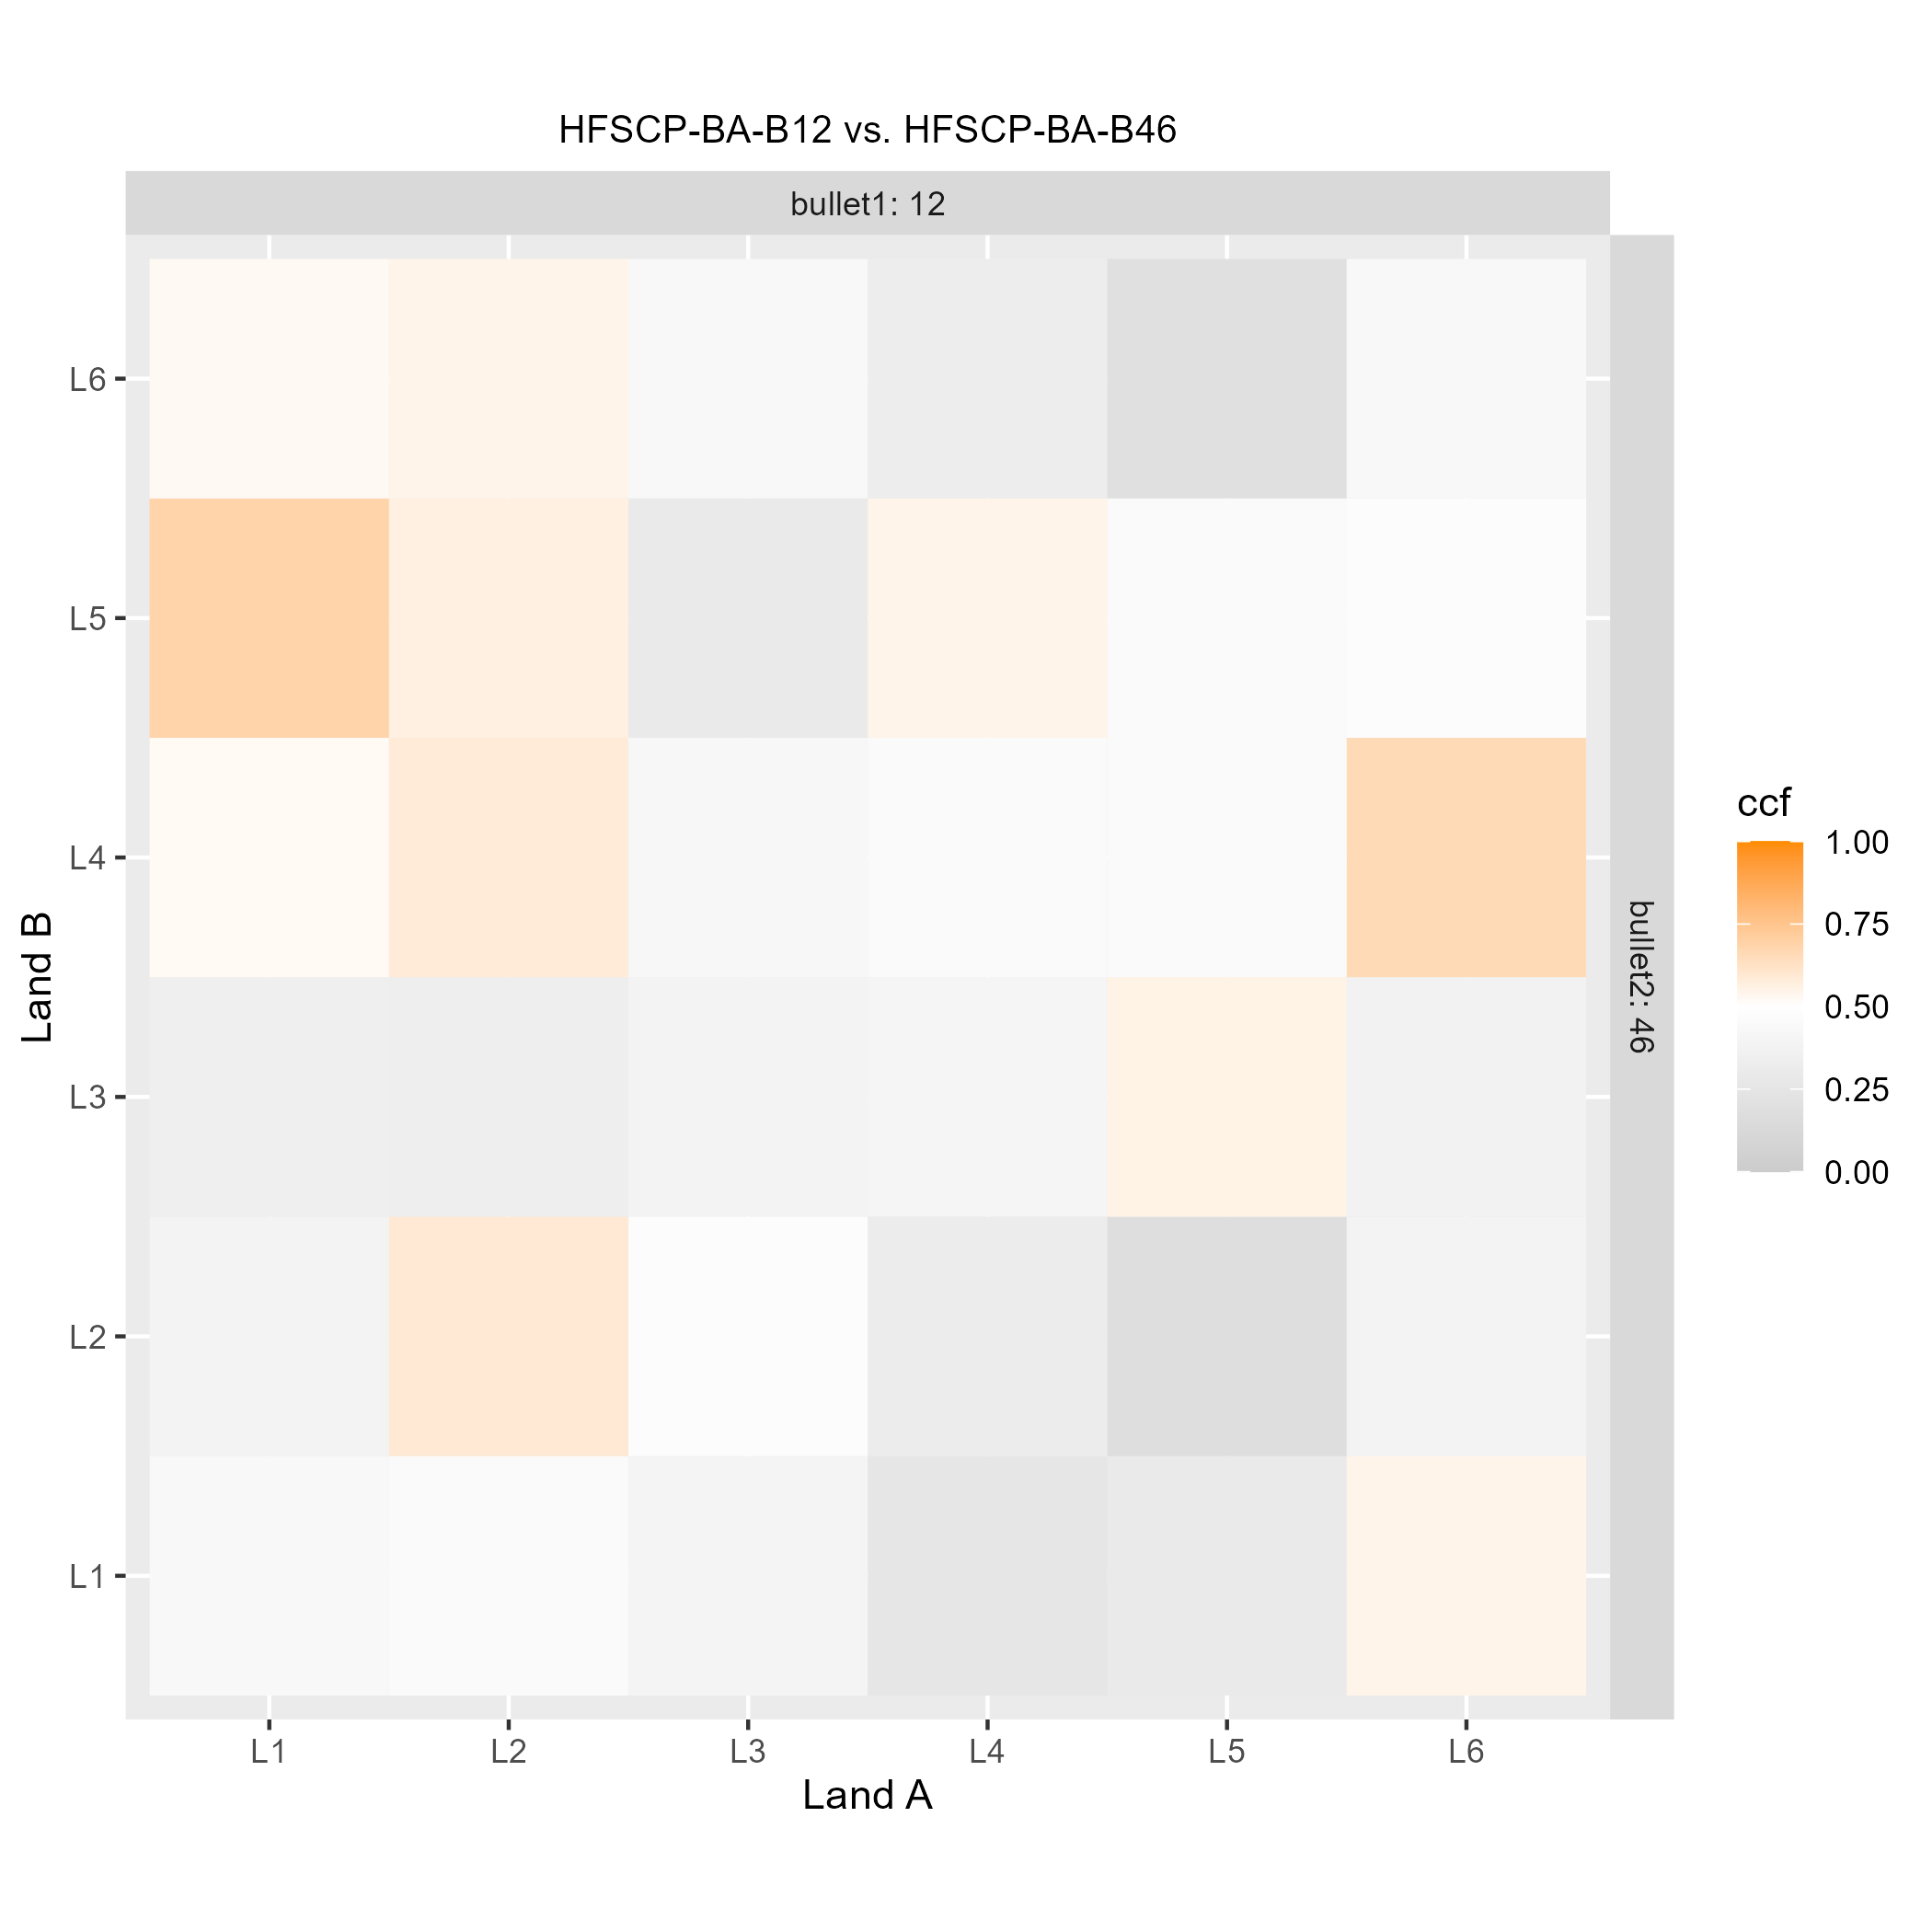 HFSCP-BA-B12 vs. HFSCP-BA-B46
bullet1: 12
L6
L5
L4
L3
L2
L1
Land B
bullet2: 46
ccf
1.00
0.75
0.50
0.25
0.00
L1 L2 L3 L4 L5 L6
Land A